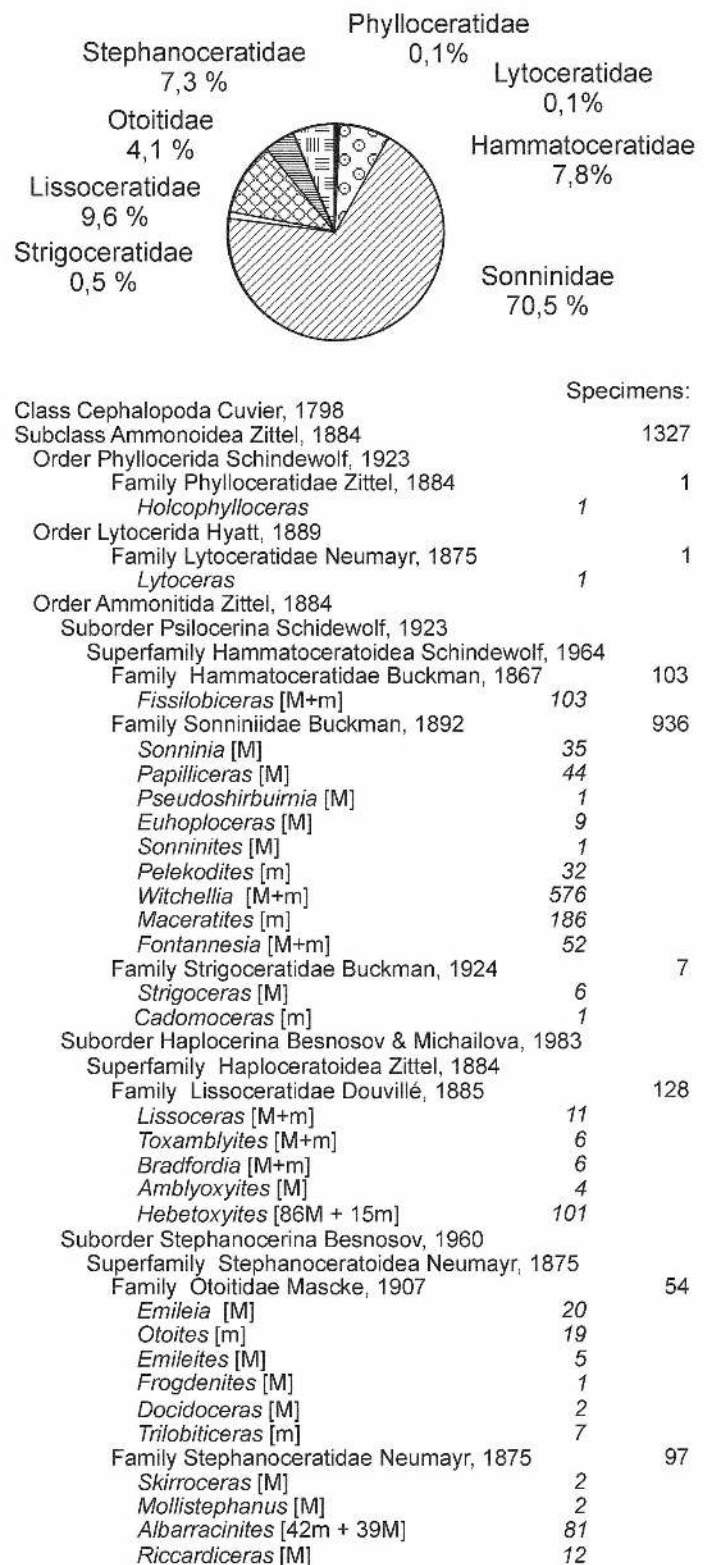 Phylloceratidae
0,1%
Stephanoceratidae
7,3 %
Lytoceratidae
0,1%
Otoitidae
4,1 %
Hammatoceratidae
7,8%
Lissoceratidae
9,6 %
Strigoceratidae
0,5 %
Sonninidae
70,5 %
Specimens:
Class Cephalopoda Cuvier, 1798
Subclass Ammonoidea Zittel, 1884 1327
Order Phyllocerida Schindewolf, 1923
Family Phylloceratidae Zittel, 1884 1
Holcophylloceras 1
Order Lytocerida Hyatt, 1889
Family Lytoceratidae Neumayr, 1875 1
Lytoceras 1
Order Ammonitida Zittel, 1884
Suborder Psilocerina Schidewolf, 1923
Superfamily Hammatoceratoidea Schindewolf, 1964
Family Hammatoceratidae Buckman, 1867 103
Fissilobiceras [M+m] 103
Family Sonniniidae Buckman, 1892 936
Sonninia [M] 35
Papilliceras [M] 44
Pseudoshirbuirnia [M] 1
Euhoploceras [M] 9
Sonninites [M] 1
Pelekodites [m] 32
Witchellia [M+m] 576
Maceratites [m] 186
Fontannesia [M+m] 52
Family Strigoceratidae Buckman, 1924 7
Strigoceras [M] 6
Cadomoceras [m] 1
Suborder Haplocerina Besnosov & Michailova, 1983
Superfamily Haploceratoidea Zittel, 1884
Family Lissoceratidae Douvillé, 1885 128
Lissoceras [M+m] 11
Toxamblyites [M+m] 6
Bradfordia [M+m] 6
Amblyoxyites [M] 4
Hebetoxyites [86M + 15m] 101
Suborder Stephanocerina Besnosov, 1960
Superfamily Stephanoceratoidea Neumayr, 1875
Family Otoitidae Mascke, 1907 54
Emileia [M] 20
Otoites [m] 19
Emileites [M] 5
Frogdenites [M] 1
Docidoceras [M] 2
Trilobiticeras [m] 7
Family Stephanoceratidae Neumayr, 1875 97
Skirroceras [M] 2
Mollistephanus [M] 2
Albarracinites [42m + 39M] 81
Riccardiceras [M] 12